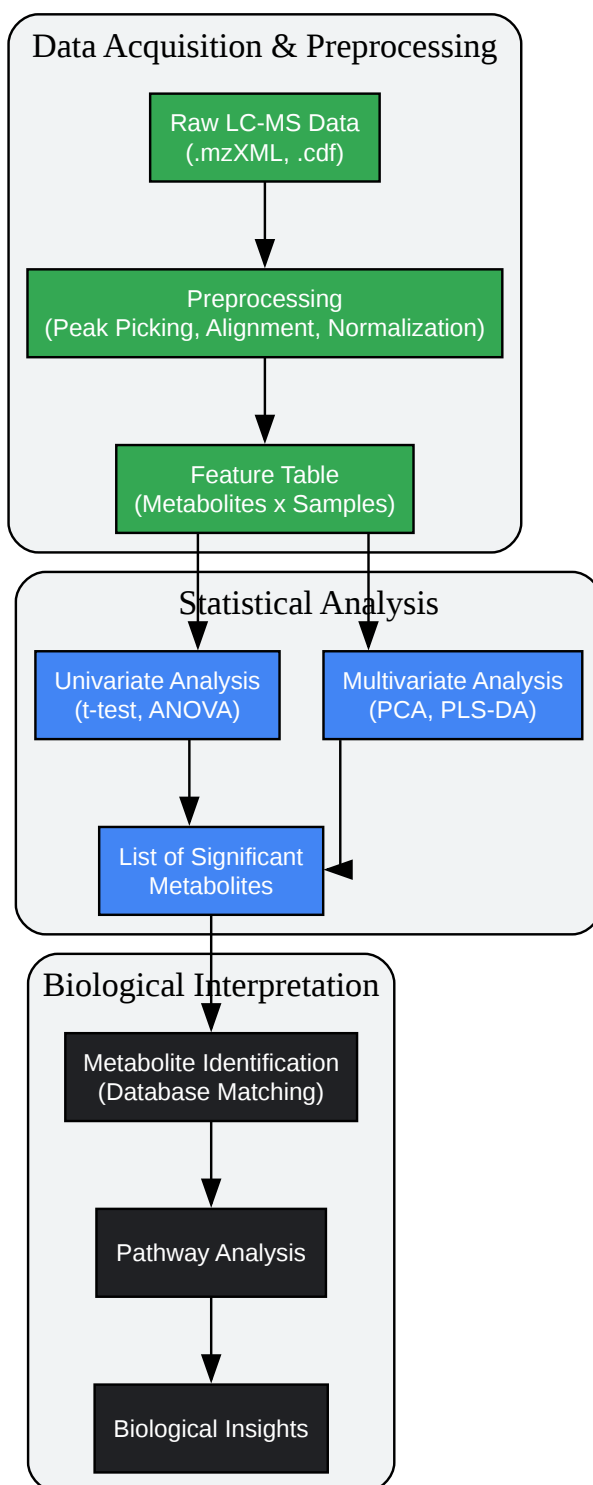 Data Acquisition & Preprocessing
Raw LC-MS Data
(.mzXML, .cdf)
Preprocessing
(Peak Picking, Alignment, Normalization)
Feature Table
(Metabolites x Samples)
Statistical Analysis
Univariate Analysis
(t-test, ANOVA)
Multivariate Analysis
(PCA, PLS-DA)
List of Significant
Metabolites
Biological Interpretation
Metabolite Identification
(Database Matching)
Pathway Analysis
Biological Insights